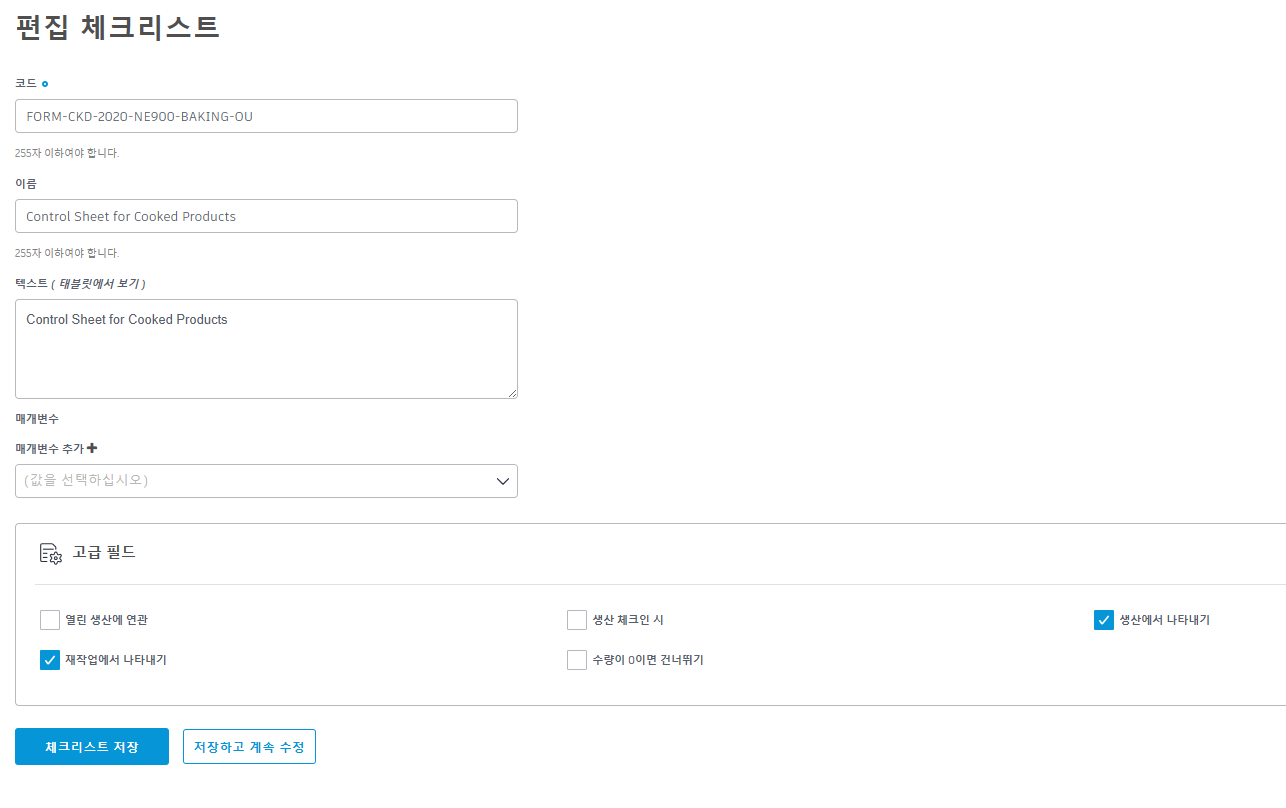 편집 체크리스트
코드
FORM-CKD-2020-NE900-BAKING-OU
255자 이하여야 합니다.
이름
Control Sheet for Cooked Products
255자 이하여야 합니다.
텍스트 ( 태블릿에서 보기 )
Control Sheet for Cooked Products
매개변수
매개변수 추가
(값을 선택하십시오)
고급 필드
열린 생산에 연관
생산 체크인 시
생산에서 나타내기
재작업에서 나타내기
수량이 0이면 건너뛰기
체크리스트 저장
저장하고 계속 수정